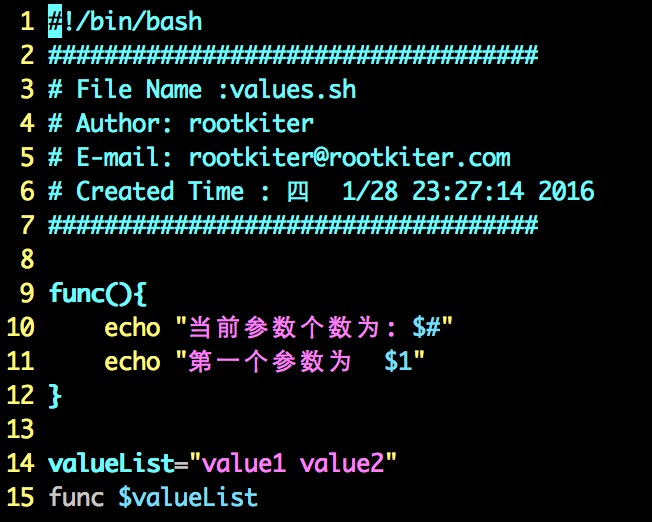 1 #!/bin/bash
2 ###################################
3 # File Name :values.sh
4 # Author: rootkiter
5 # E-mail: rootkiter@rootkiter.com
6 # Created Time : 四  1/28 23:27:14 2016
7 ###################################
8
9 func(){
10     echo "当前参数个数为: $#"
11     echo "第一个参数为  $1"
12 }
13
14 valueList="value1 value2"
15 func $valueList